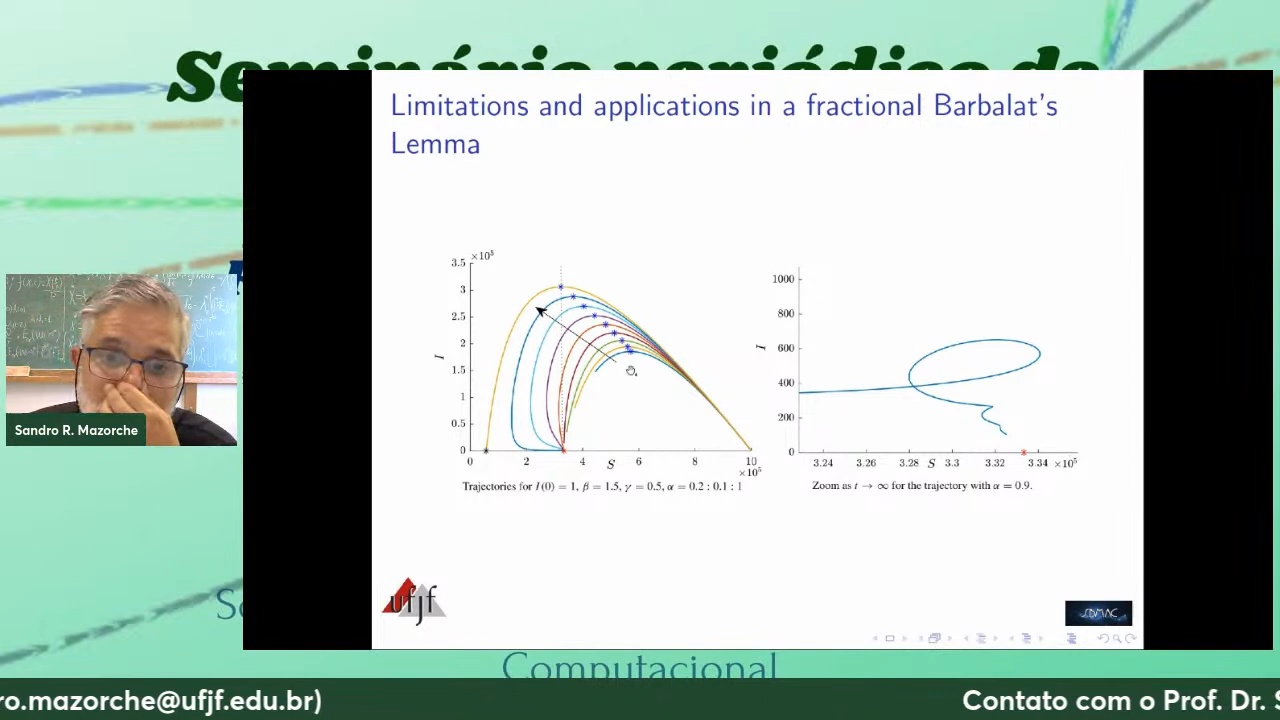 Seminário periódico de
Limitations and applications in a fractional Barbalat's
Lemma
×10⁵
3.5
3
2.5
2
1.5
1
0.5
0
I
0 2 4 6 8 10
S
×10⁵
Trajectories for I(0) = 1, β = 1.5, γ = 0.5, α = 0.2 : 0.1 : 1
1000
800
600
400
200
0
I
3.24 3.26 3.28 3.3 3.32 3.34 ×10⁵
S
Zoom as t → ∞ for the trajectory with α = 0.9.
Sandro R. Mazorche
ufjf
SDMAC
Computacional
ro.mazorche@ufjf.edu.br)
Contato com o Prof. Dr. S